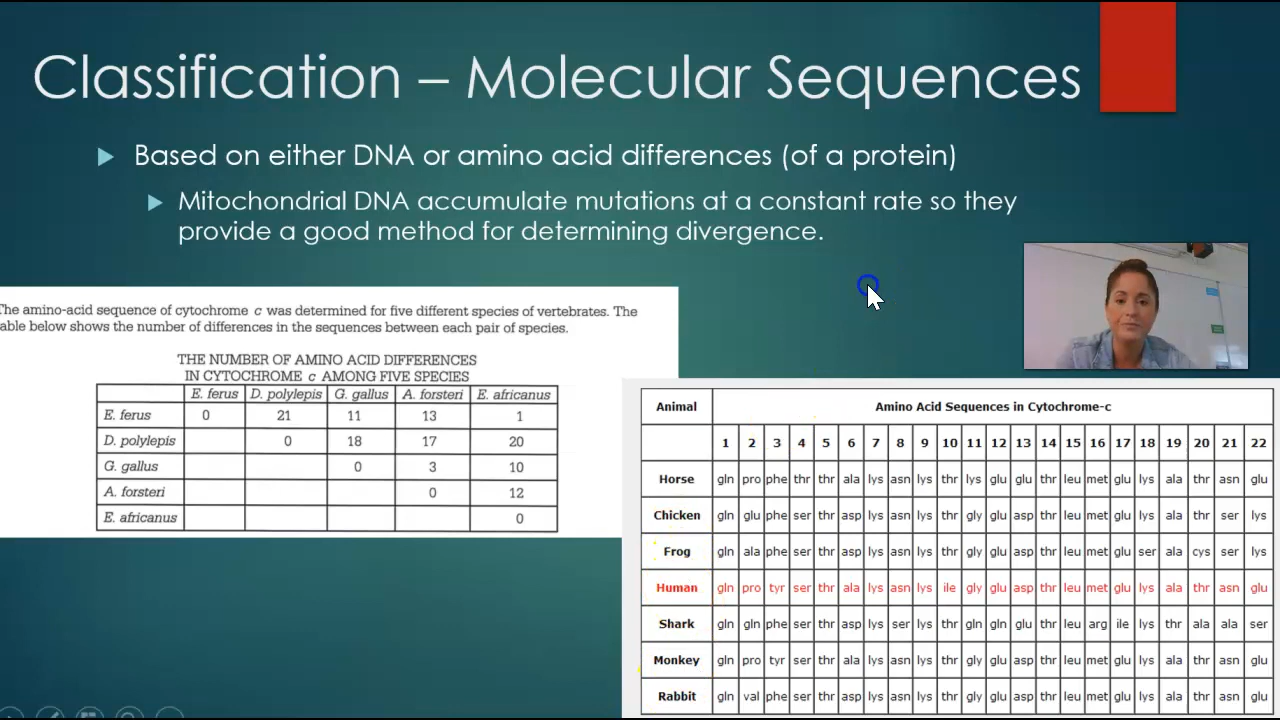 Classification – Molecular Sequences
Based on either DNA or amino acid differences (of a protein)
Mitochondrial DNA accumulate mutations at a constant rate so they
provide a good method for determining divergence.
The amino-acid sequence of cytochrome c was determined for five different species of vertebrates. The
table below shows the number of differences in the sequences between each pair of species.
THE NUMBER OF AMINO ACID DIFFERENCES
IN CYTOCHROME c AMONG FIVE SPECIES
E. ferus D. polylepis G. gallus A. forsteri E. africanus
E. ferus 0 21 11 13 1
D. polylepis 0 18 17 20
G. gallus 0 3 10
A. forsteri 0 12
E. africanus 0
Animal Amino Acid Sequences in Cytochrome-c
1 2 3 4 5 6 7 8 9 10 11 12 13 14 15 16 17 18 19 20 21 22
Horse gln pro phe thr thr ala lys asn lys thr lys glu glu thr leu met glu lys ala thr asn glu
Chicken gln glu phe ser thr asp lys asn lys thr gly glu asp thr leu met glu lys ala thr ser lys
Frog gln ala phe ser thr asp lys asn lys thr gly glu asp thr leu met glu ser ala cys ser lys
Human gln pro tyr ser thr ala lys asn lys ile gly glu asp thr leu met glu lys ala thr asn glu
Shark gln gln phe ser thr asp lys ser lys thr gln gln glu thr leu arg ile lys thr ala ala ser
Monkey gln pro tyr ser thr ala lys asn lys thr gly glu asp thr leu met glu lys ala thr asn glu
Rabbit gln val phe ser thr asp lys asn lys thr gly glu asp thr leu met glu lys ala thr asn glu